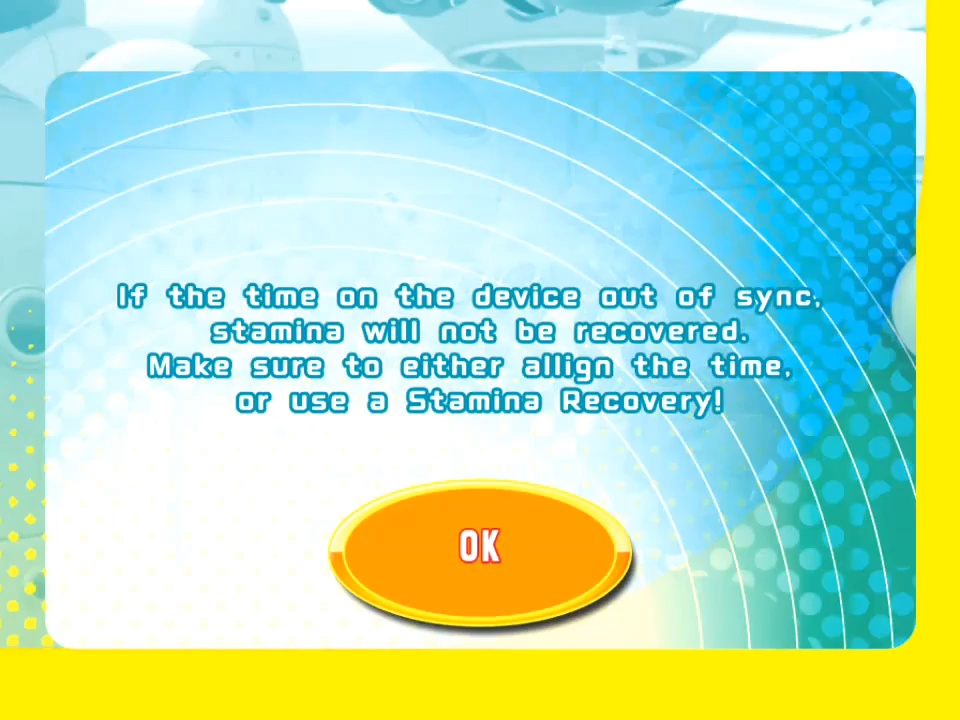 If the time on the device out of sync,
stamina will not be recovered.
Make sure to either allign the time,
or use a Stamina Recovery!
OK